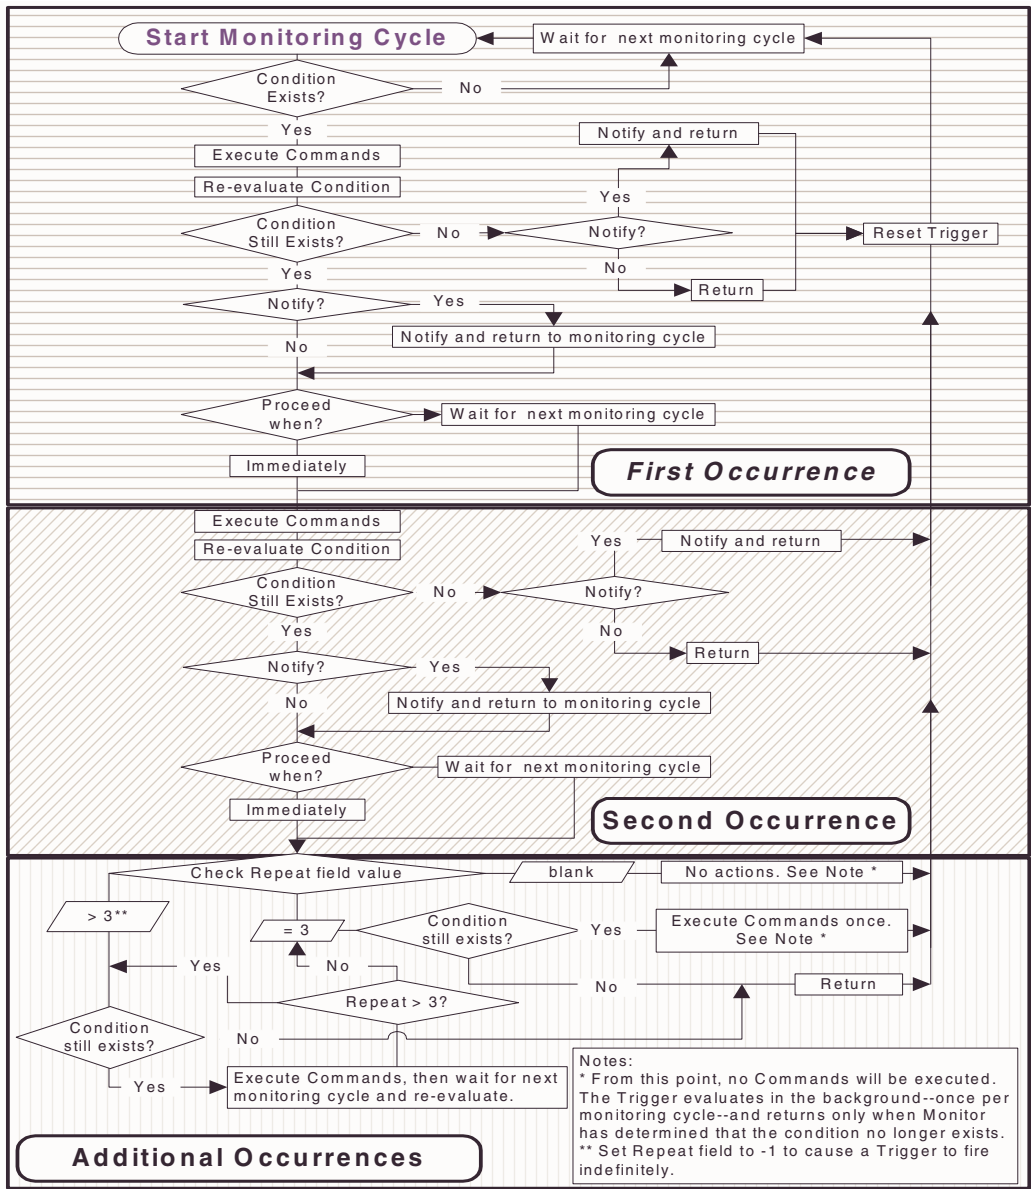 Start Monitoring Cycle
Wait for next monitoring cycle
Condition
Exists?
No
Yes
Notify and return
Execute Commands
Re-evaluate Condition
Yes
Condition
Still Exists?
No
Notify?
Reset Trigger
Yes
No
Return
Notify?
Yes
Notify and return to monitoring cycle
No
Proceed
when?
Wait for next monitoring cycle
Immediately
First Occurrence
Execute Commands
Re-evaluate Condition
Yes
Notify and return
Condition
Still Exists?
No
Notify?
Yes
No
Return
Notify?
Yes
Notify and return to monitoring cycle
No
Proceed
when?
Wait for next monitoring cycle
Immediately
Second Occurrence
Check Repeat field value
blank
No actions. See Note *
> 3**
= 3
Condition
still exists?
Yes
Execute Commands once.
See Note *
Yes
No
No
Return
Repeat > 3?
Condition
still exists?
No
Yes
Execute Commands, then wait for next
monitoring cycle and re-evaluate.
Notes:
* From this point, no Commands will be executed.
The Trigger evaluates in the background--once per
monitoring cycle--and returns only when Monitor
has determined that the condition no longer exists.
** Set Repeat field to -1 to cause a Trigger to fire
indefinitely.
Additional Occurrences